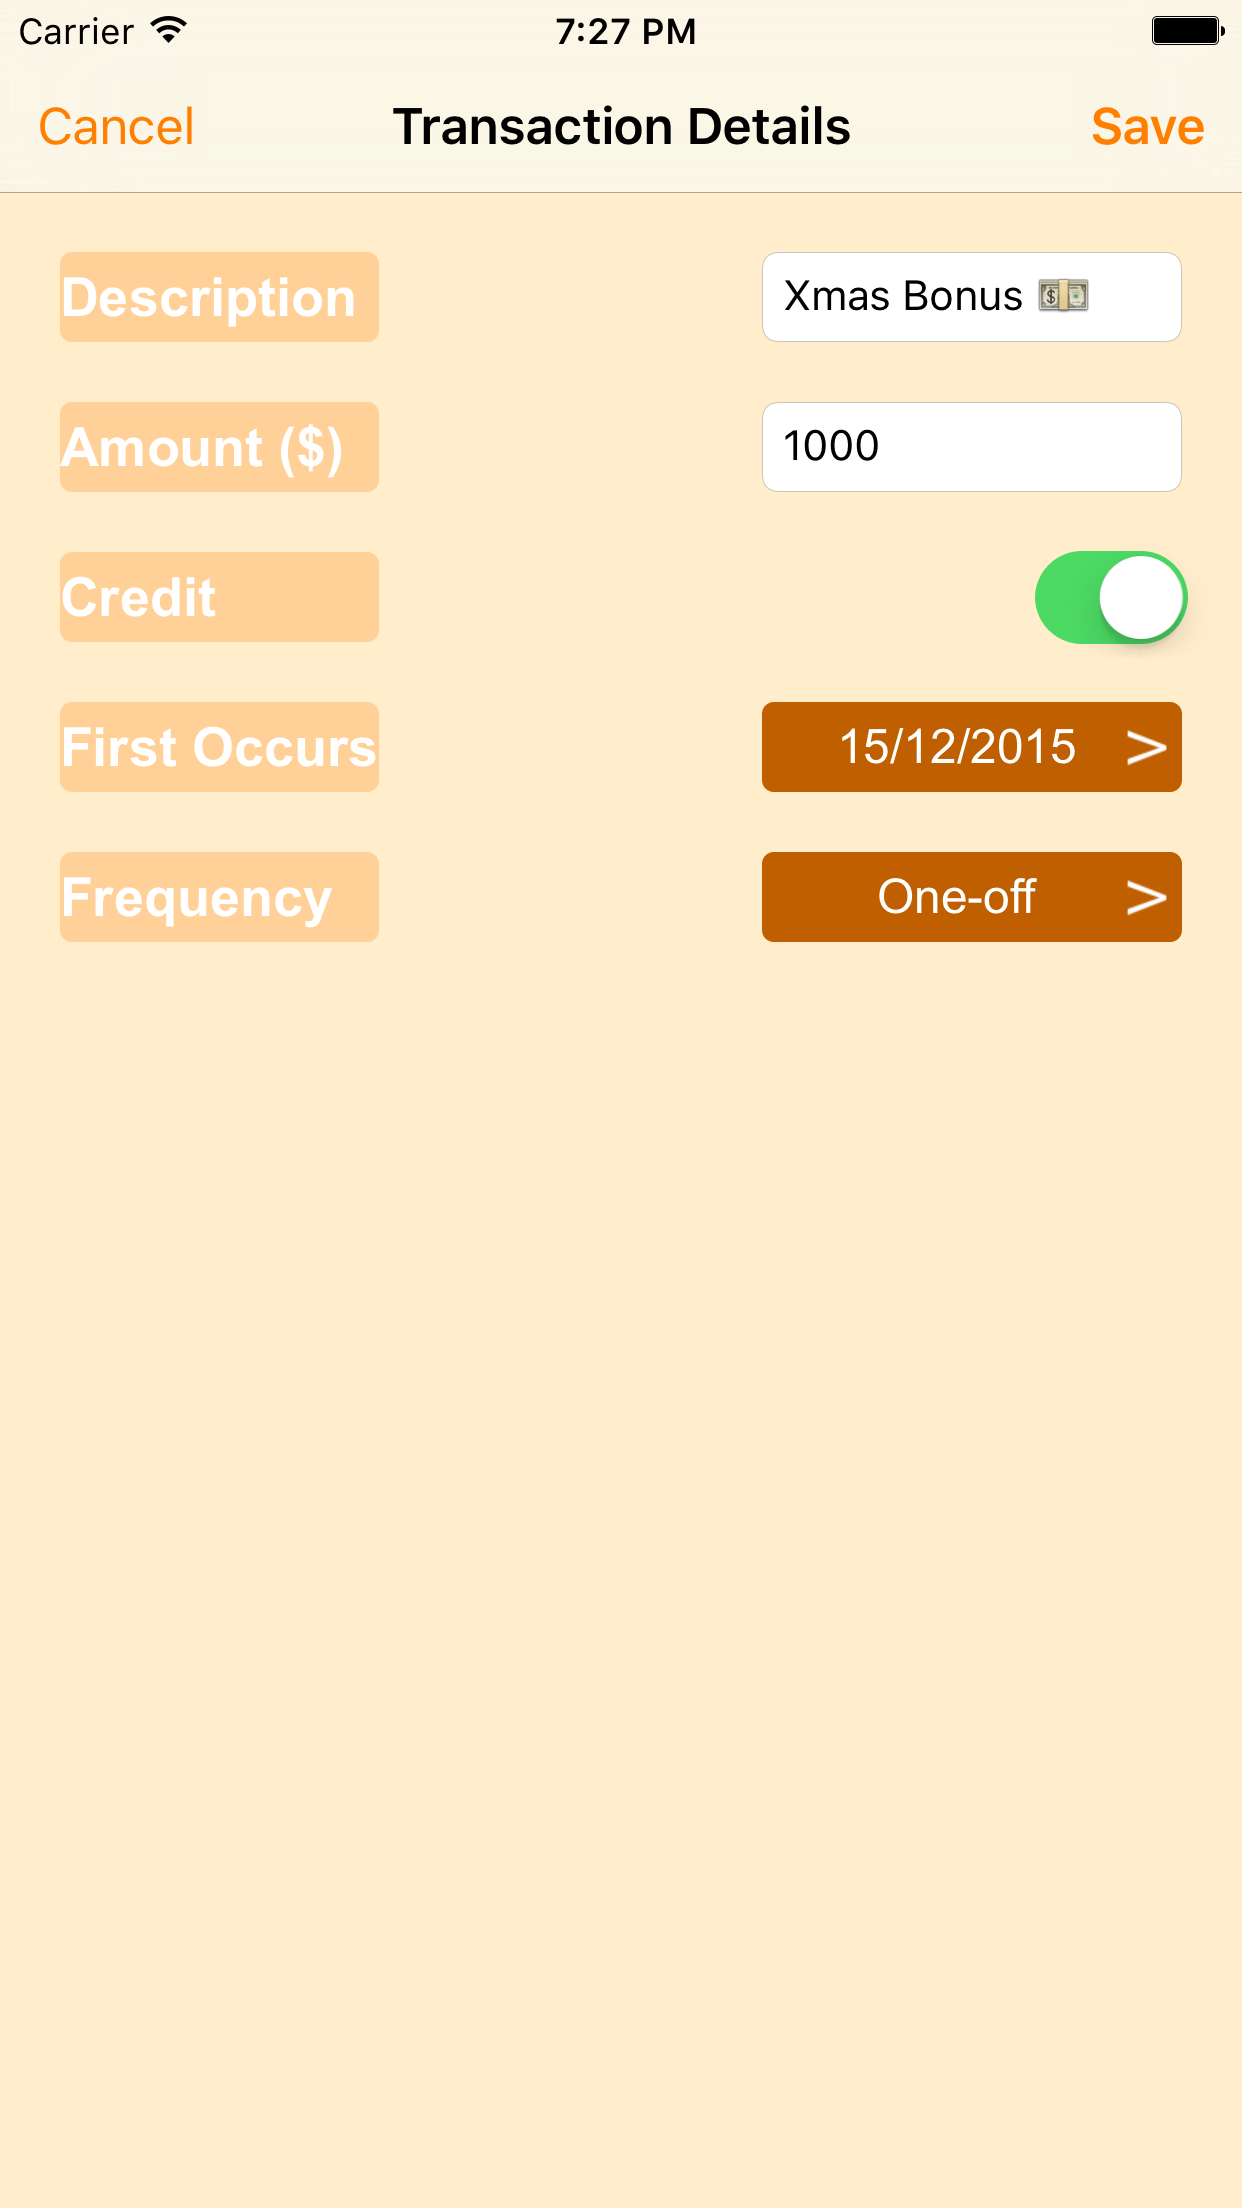 Carrier 7:27 PM
Cancel Transaction Details Save
Description Xmas Bonus 💵
Amount ($) 1000
Credit
First Occurs 15/12/2015 >
Frequency One-off >